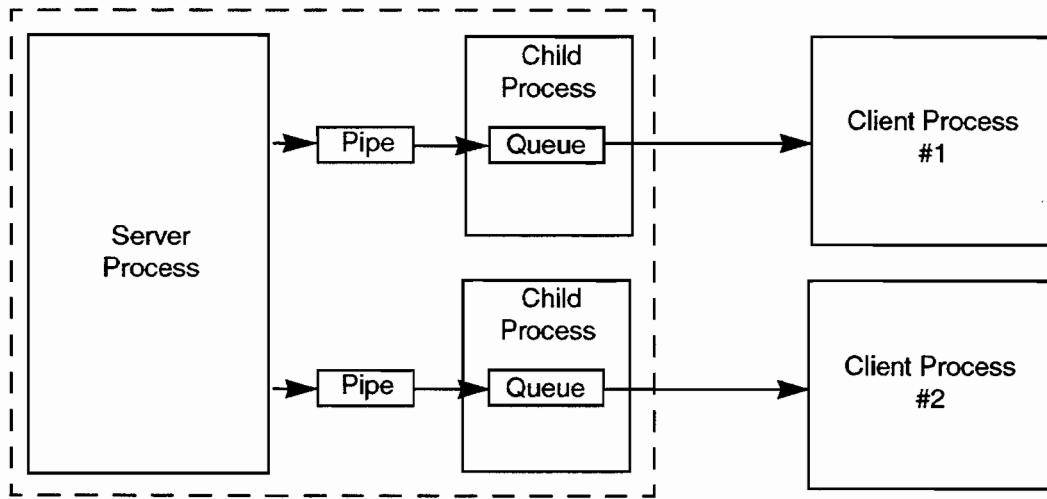 Server
Process
Pipe
Child
Process
Queue
Client Process
#1
Pipe
Child
Process
Queue
Client Process
#2